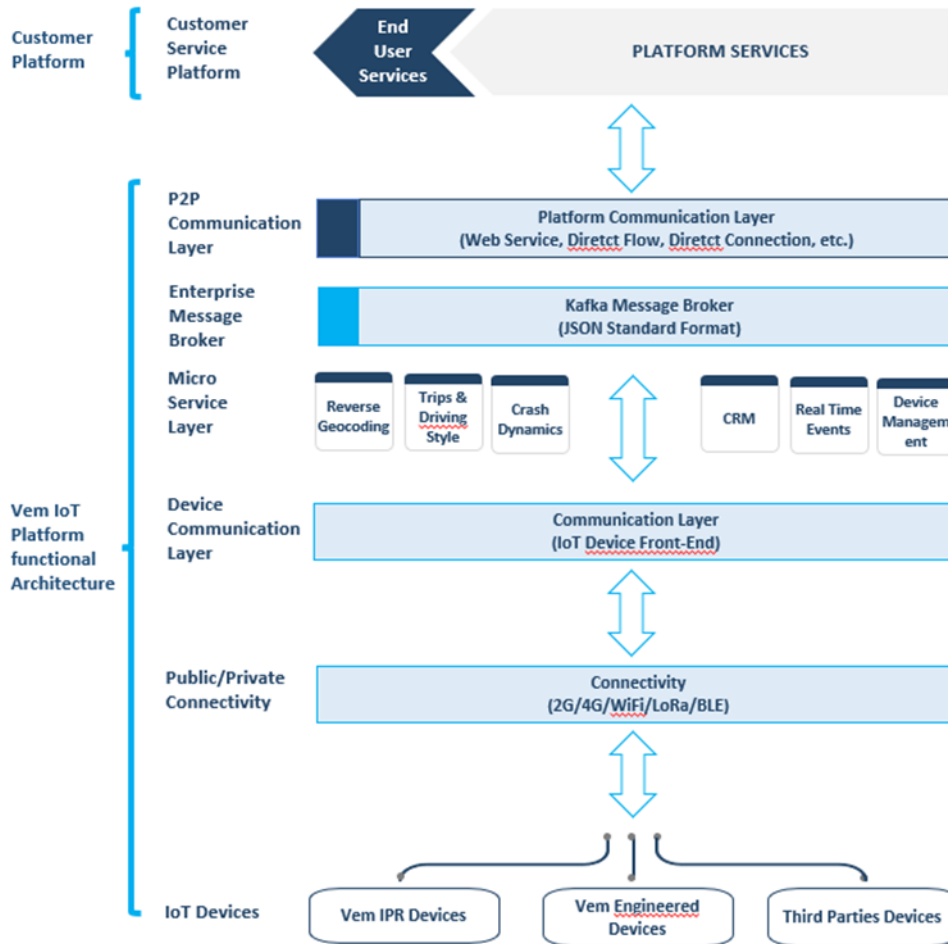 Customer
Platform
Customer
Service
Platform
End
User
Services
PLATFORM SERVICES
P2P
Communication
Layer
Platform Communication Layer
(Web Service, Diretct Flow, Diretct Connection, etc.)
Enterprise
Message
Broker
Kafka Message Broker
(JSON Standard Format)
Micro
Service
Layer
Reverse
Geocoding
Trips &
Driving
Style
Crash
Dynamics
CRM
Real Time
Events
Device
Managem
ent
Vem IoT
Platform
functional
Architecture
Device
Communication
Layer
Communication Layer
(IoT Device Front-End)
Public/Private
Connectivity
Connectivity
(2G/4G/WiFi/LoRa/BLE)
IoT Devices
Vem IPR Devices
Vem Engineered
Devices
Third Parties Devices